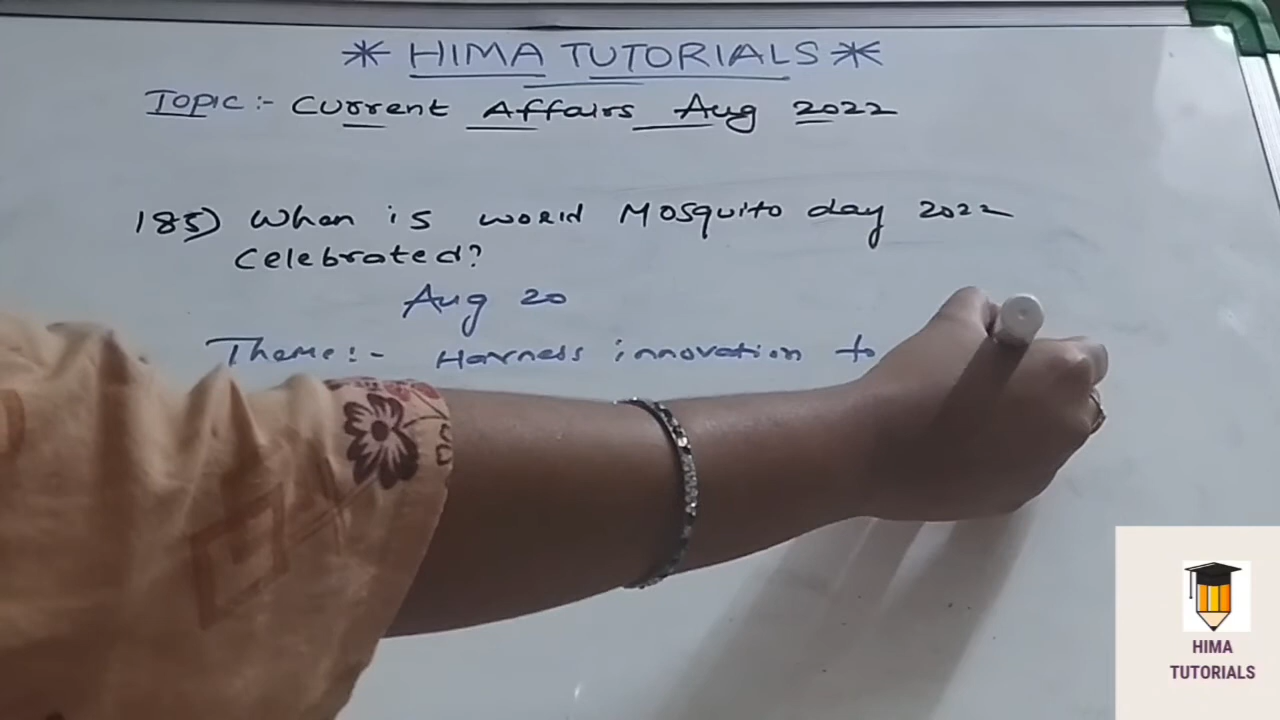 * HIMA TUTORIALS *
Topic:- Current Affairs Aug 2022
185) When is world Mosquito day 2022
celebrated?
Aug 20
Theme:- Harness innovation to
HIMA
TUTORIALS